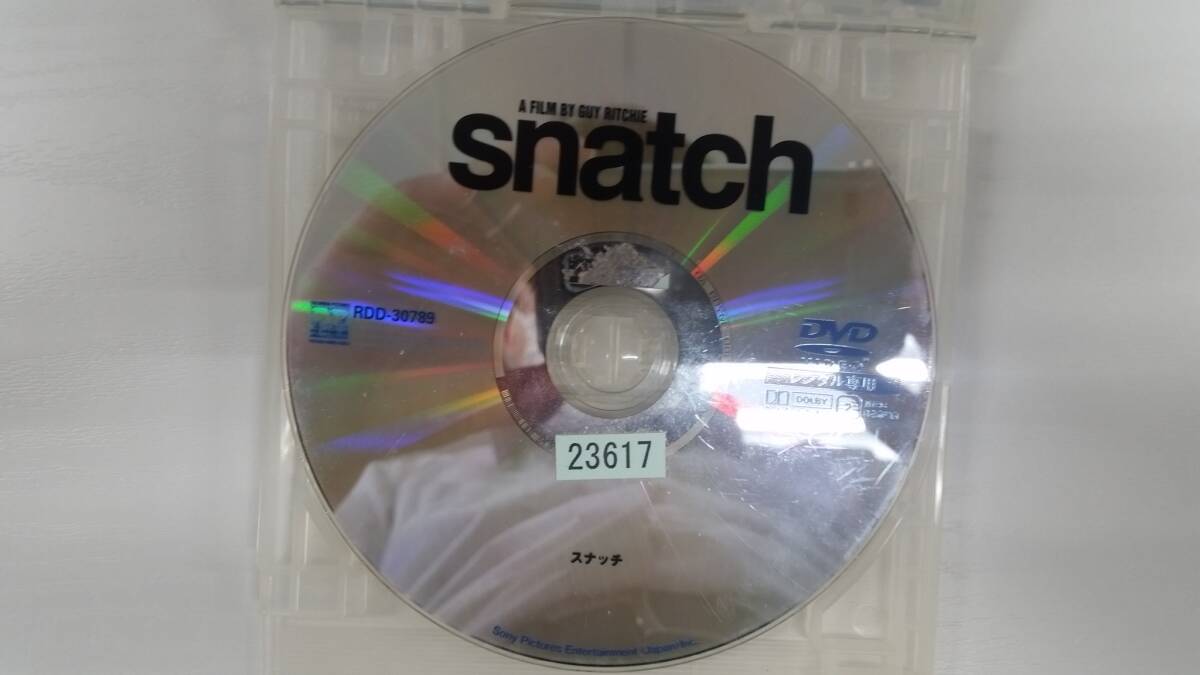 A FILM BY GUY RITCHIE
snatch
RDD-30789
DVD
レンタル専用
DOLBY
2
23617
スナッチ
Sony Pictures Entertainment (Japan) Inc.